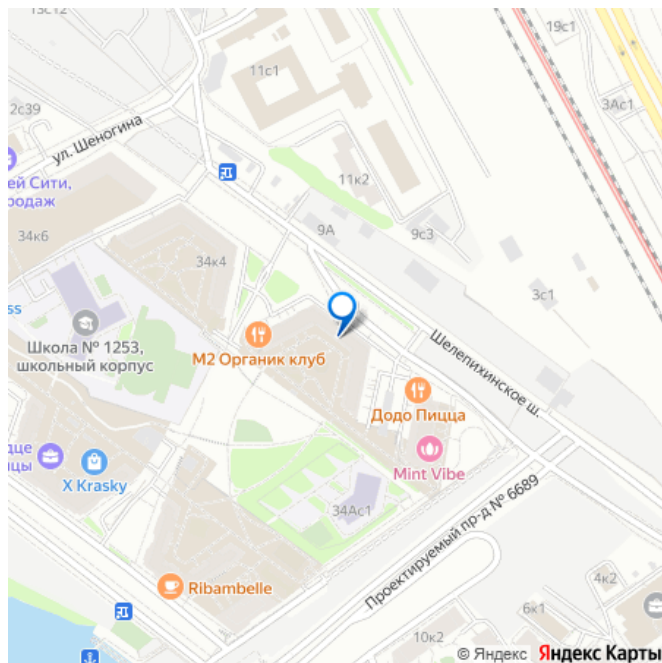 13с12
19с1
11с1
2с39
3Ас1
ул. Шеногина
ей Сити,
родаж
11к2
34к6
9А
9с3
34к4
3с1
ss
Школа № 1253,
школьный корпус
М2 Органик клуб
Шелепихинское ш.
Додо Пицца
дце
цы
X Krasky
Mint Vibe
34Ас1
Проектируемый пр-д № 6689
Ribambelle
4к2
6к1
10к2
© Яндекс Яндекс Карты